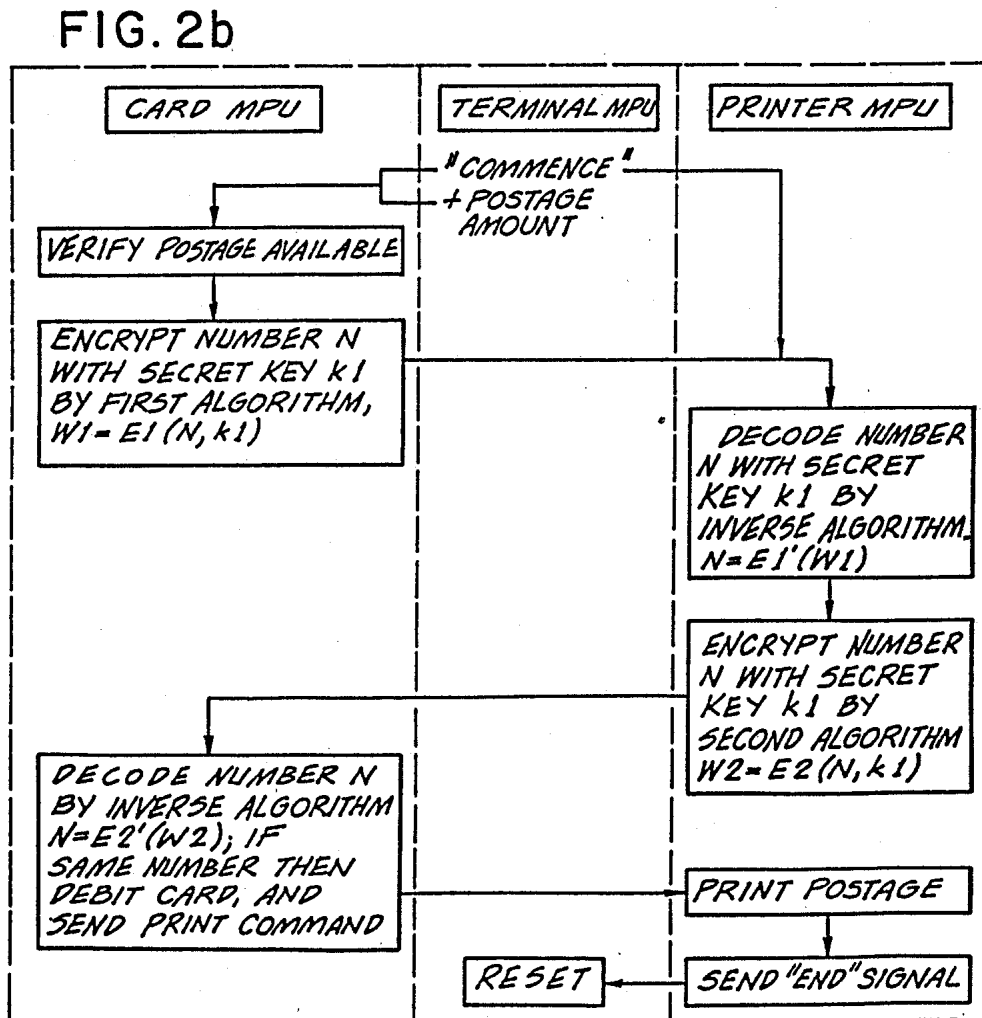 FIG. 2b
CARD MPU
TERMINAL MPU
PRINTER MPU
"COMMENCE"
+ POSTAGE
AMOUNT
VERIFY POSTAGE AVAILABLE
ENCRYPT NUMBER N
WITH SECRET KEY k1
BY FIRST ALGORITHM,
W1 = E1 (N, k1)
DECODE NUMBER
N WITH SECRET
KEY k1 BY
INVERSE ALGORITHM
N = E1'(W1)
ENCRYPT NUMBER
N WITH SECRET
KEY k1 BY
SECOND ALGORITHM
W2 = E2 (N, k1)
DECODE NUMBER N
BY INVERSE ALGORITHM
N = E2'(W2); IF
SAME NUMBER THEN
DEBIT CARD, AND
SEND PRINT COMMAND
PRINT POSTAGE
SEND "END" SIGNAL
RESET